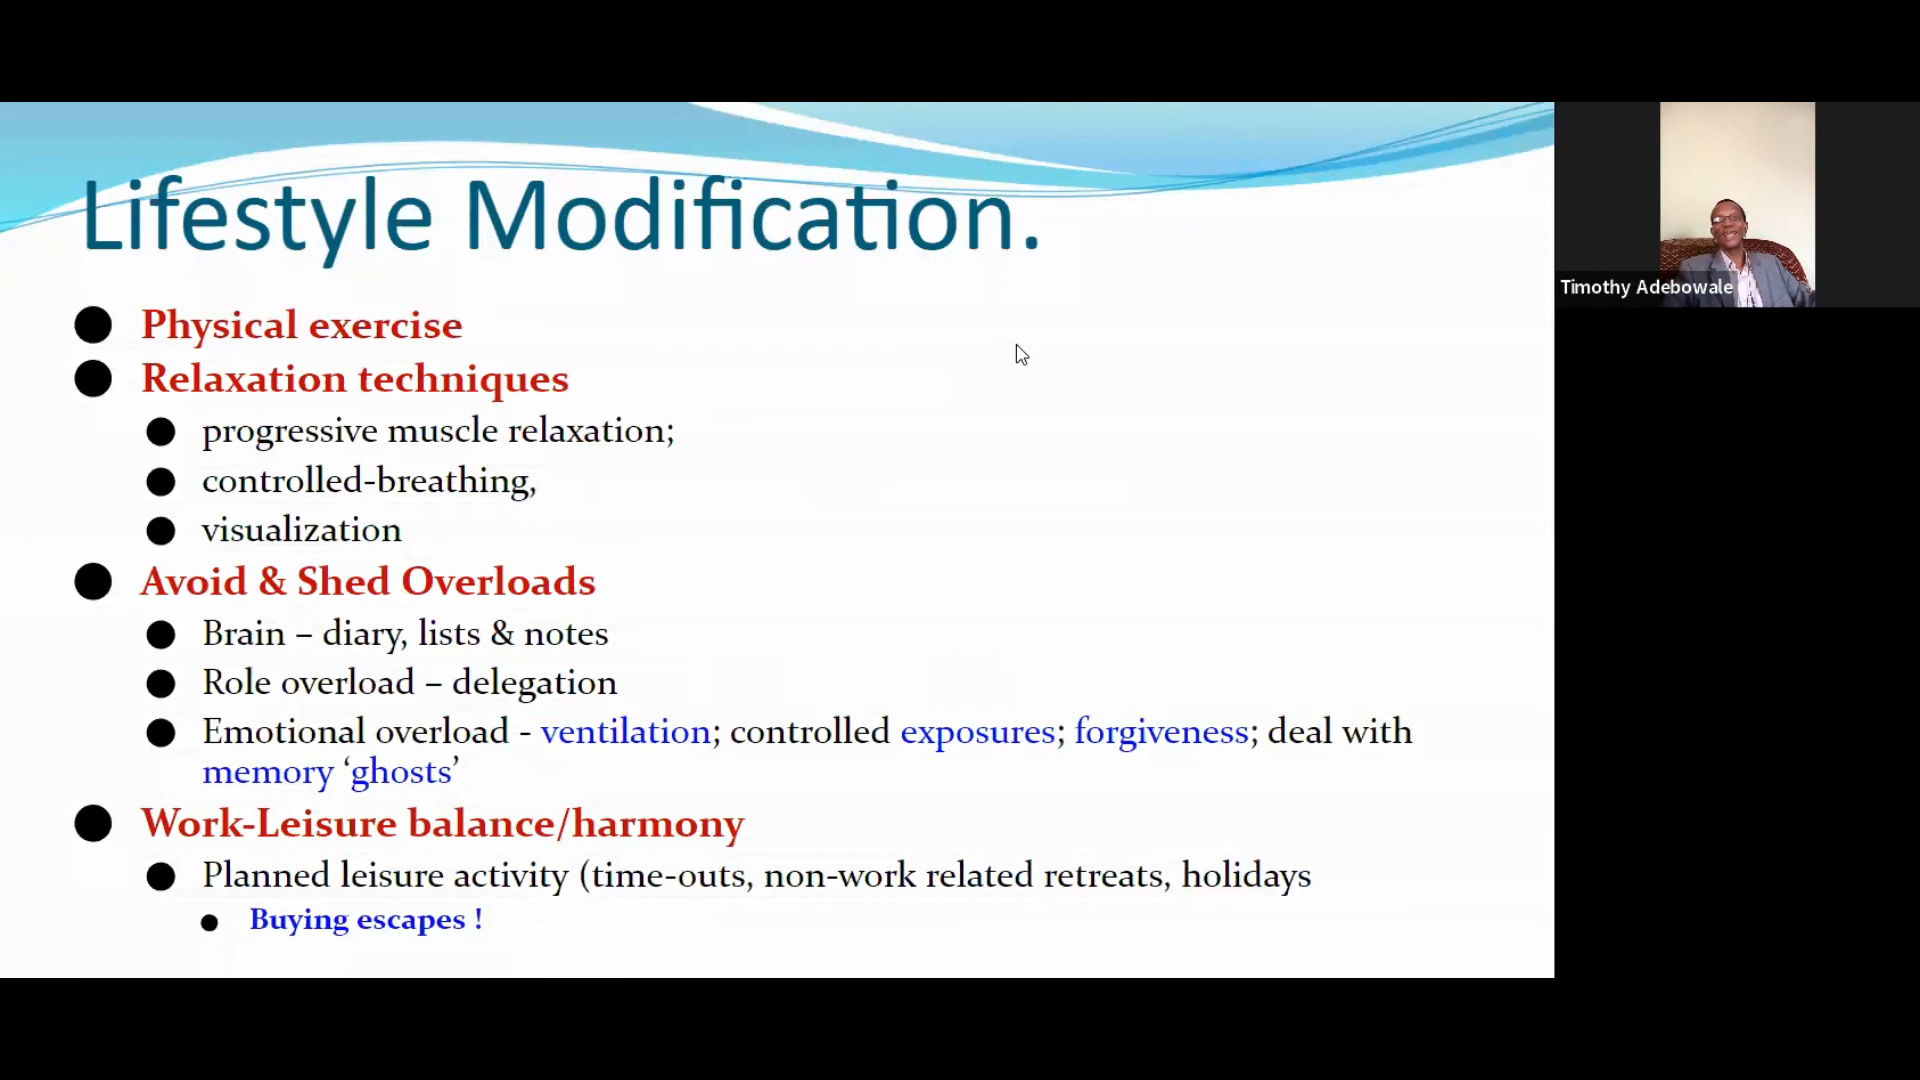 Lifestyle Modification.
Physical exercise
Relaxation techniques
progressive muscle relaxation;
controlled-breathing,
visualization
Avoid & Shed Overloads
Brain – diary, lists & notes
Role overload – delegation
Emotional overload - ventilation; controlled exposures; forgiveness; deal with
memory ‘ghosts’
Work-Leisure balance/harmony
Planned leisure activity (time-outs, non-work related retreats, holidays
Buying escapes !
Timothy Adebowale